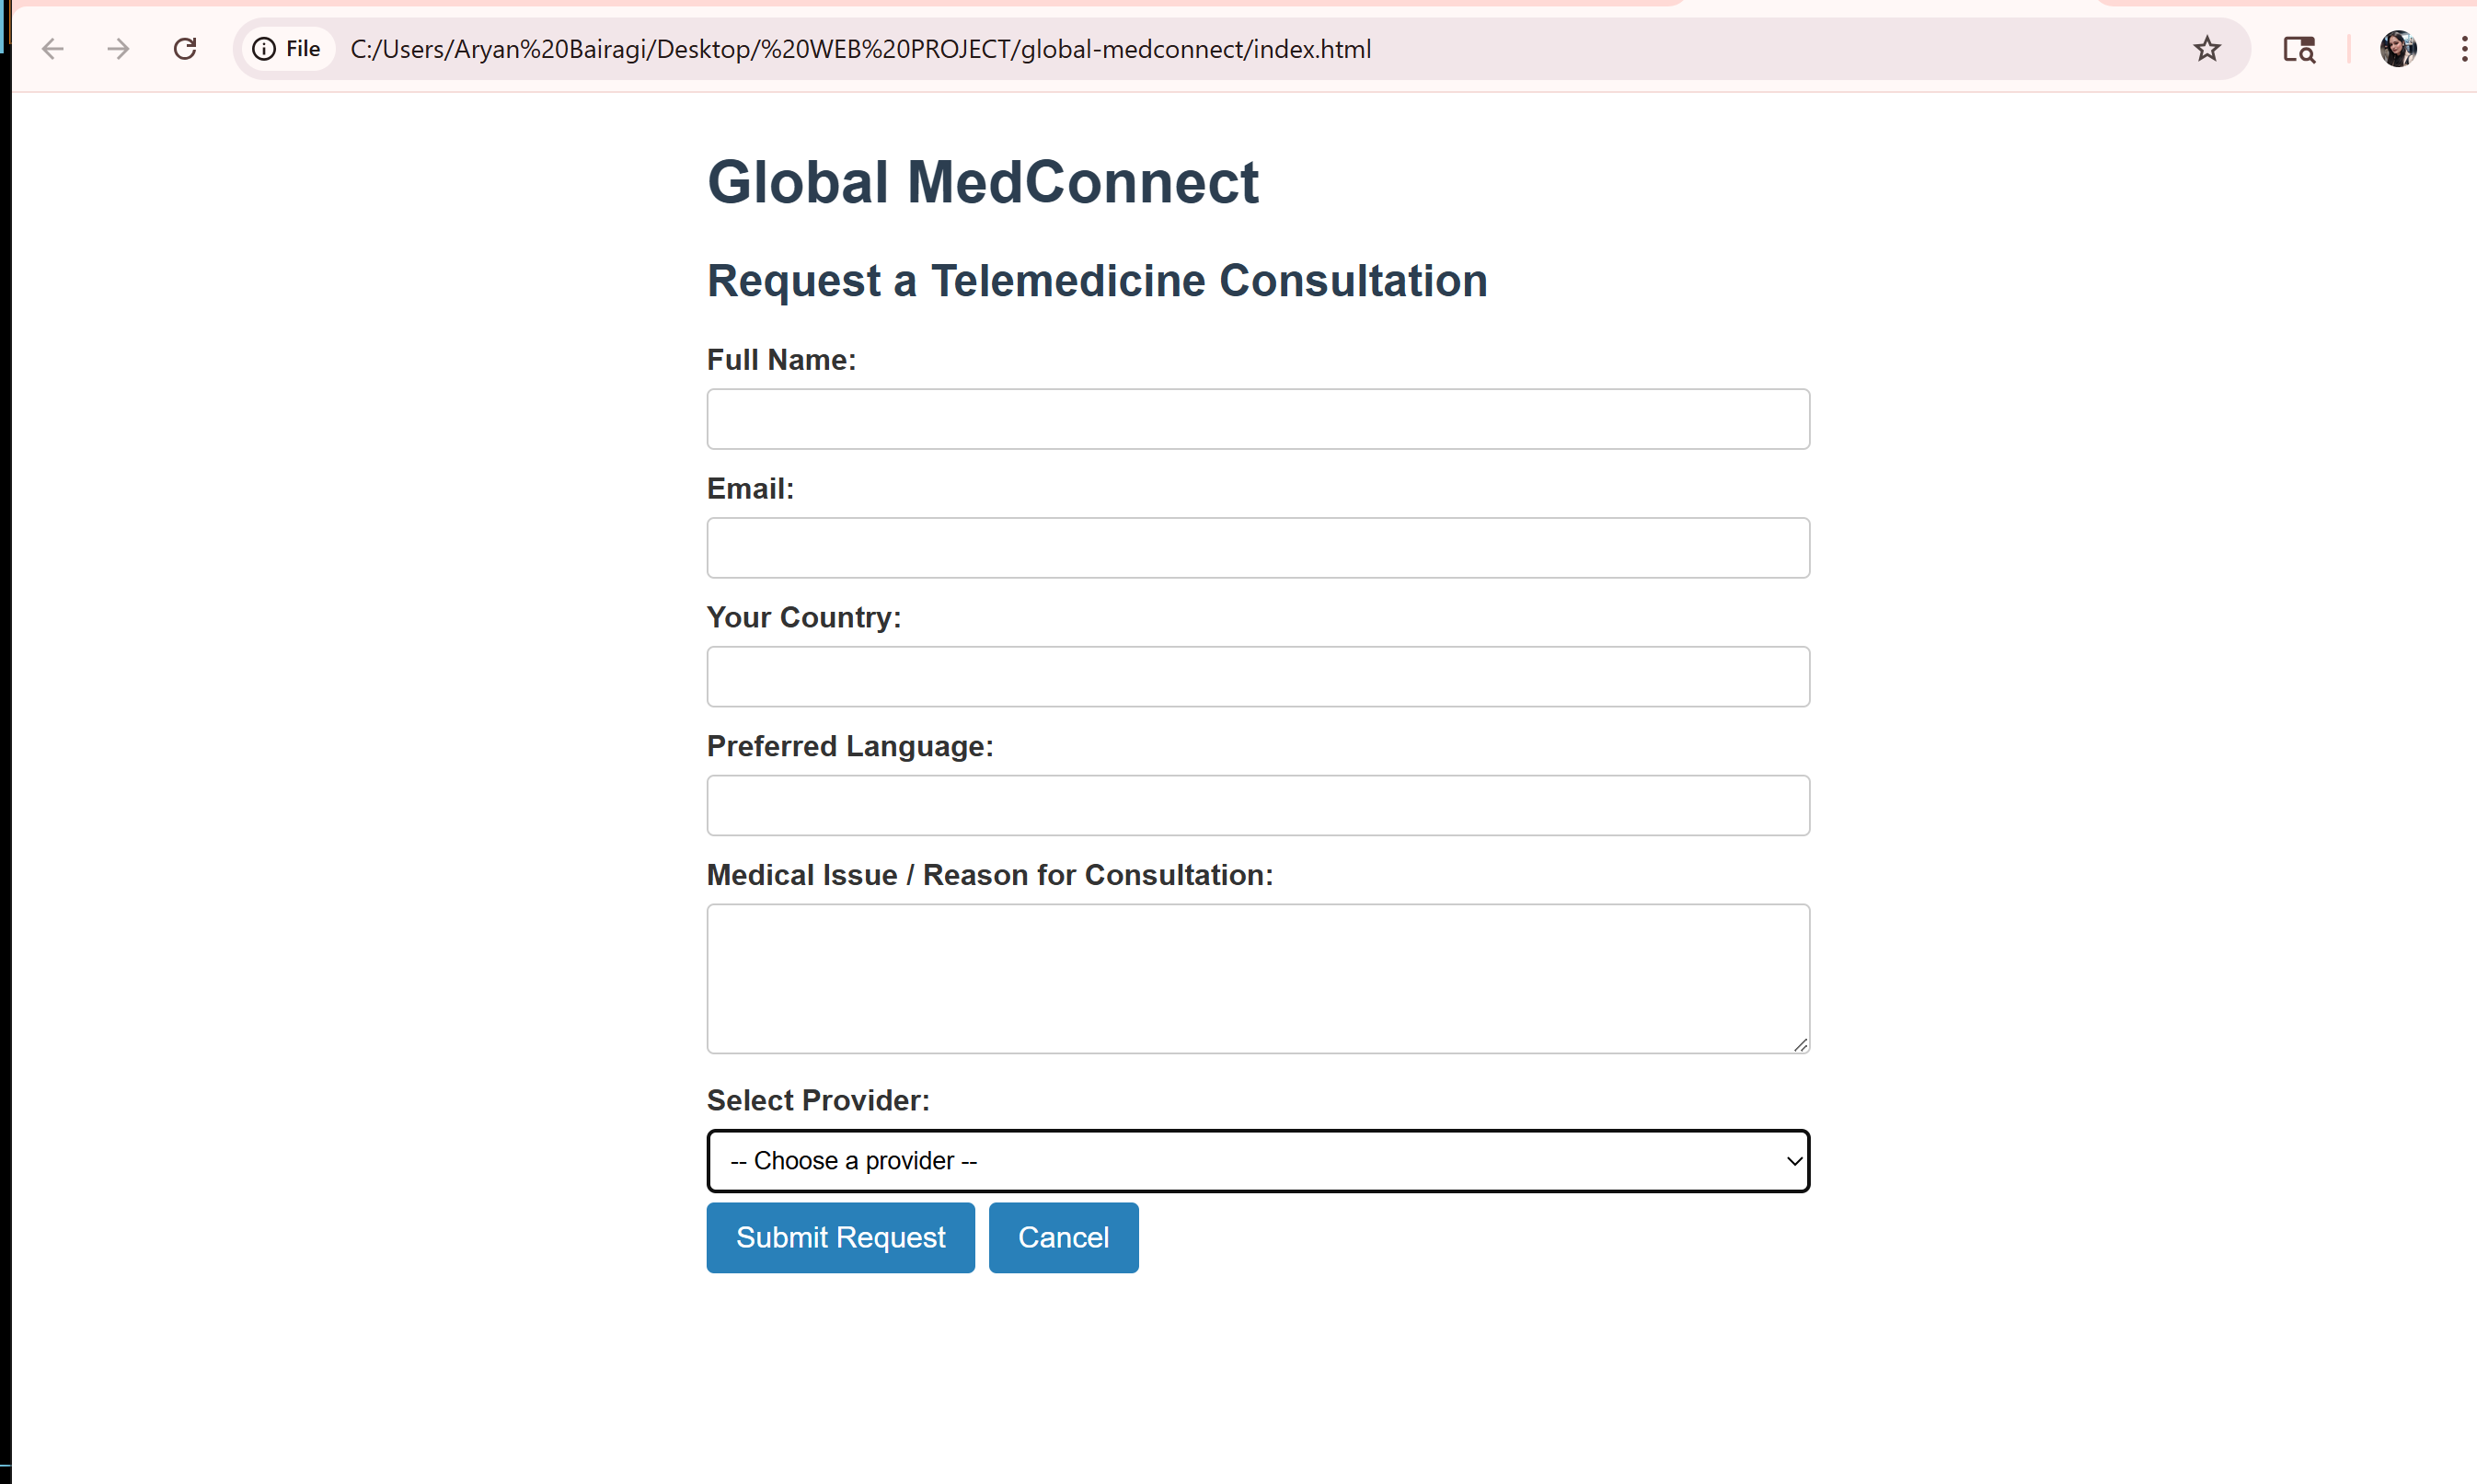 File C:/Users/Aryan%20Bairagi/Desktop/%20WEB%20PROJECT/global-medconnect/index.html
Global MedConnect
Request a Telemedicine Consultation
Full Name:
Email:
Your Country:
Preferred Language:
Medical Issue / Reason for Consultation:
Select Provider:
-- Choose a provider --
Submit Request Cancel